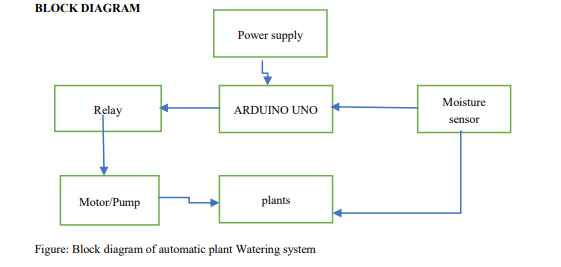 BLOCK DIAGRAM
Power supply
Relay
ARDUINO UNO
Moisture
sensor
Motor/Pump
plants
Figure: Block diagram of automatic plant Watering system